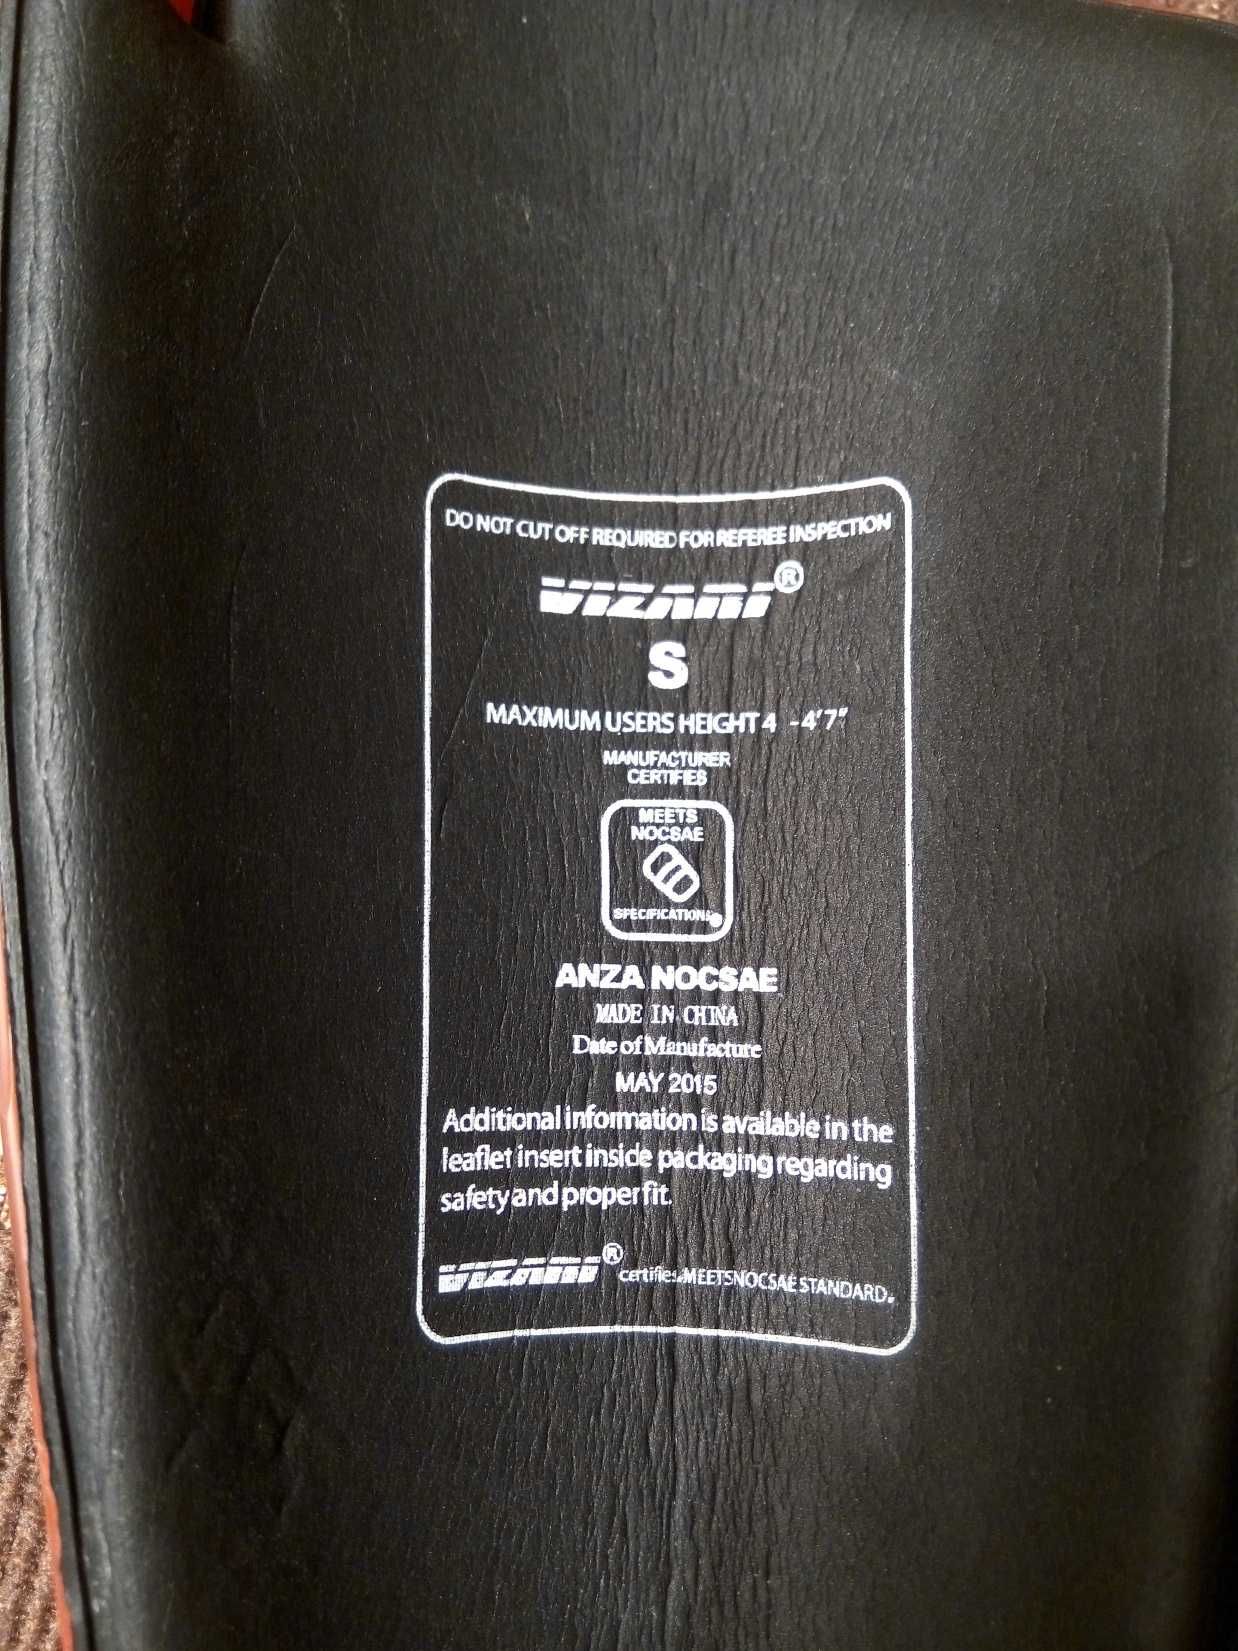 DO NOT CUT OFF REQUIRED FOR REFEREE INSPECTION
VIZARI®
S
MAXIMUM USERS HEIGHT 4 -4'7"
MANUFACTURER
CERTIFIES
MEETS
NOCSAE
SPECIFICATIONS
ANZA NOCSAE
MADE IN CHINA
Date of Manufacture
MAY 2015
Additional information is available in the
leaflet insert inside packaging regarding
safety and proper fit.
VIZARI® certifies MEETS NOCSAE STANDARD.